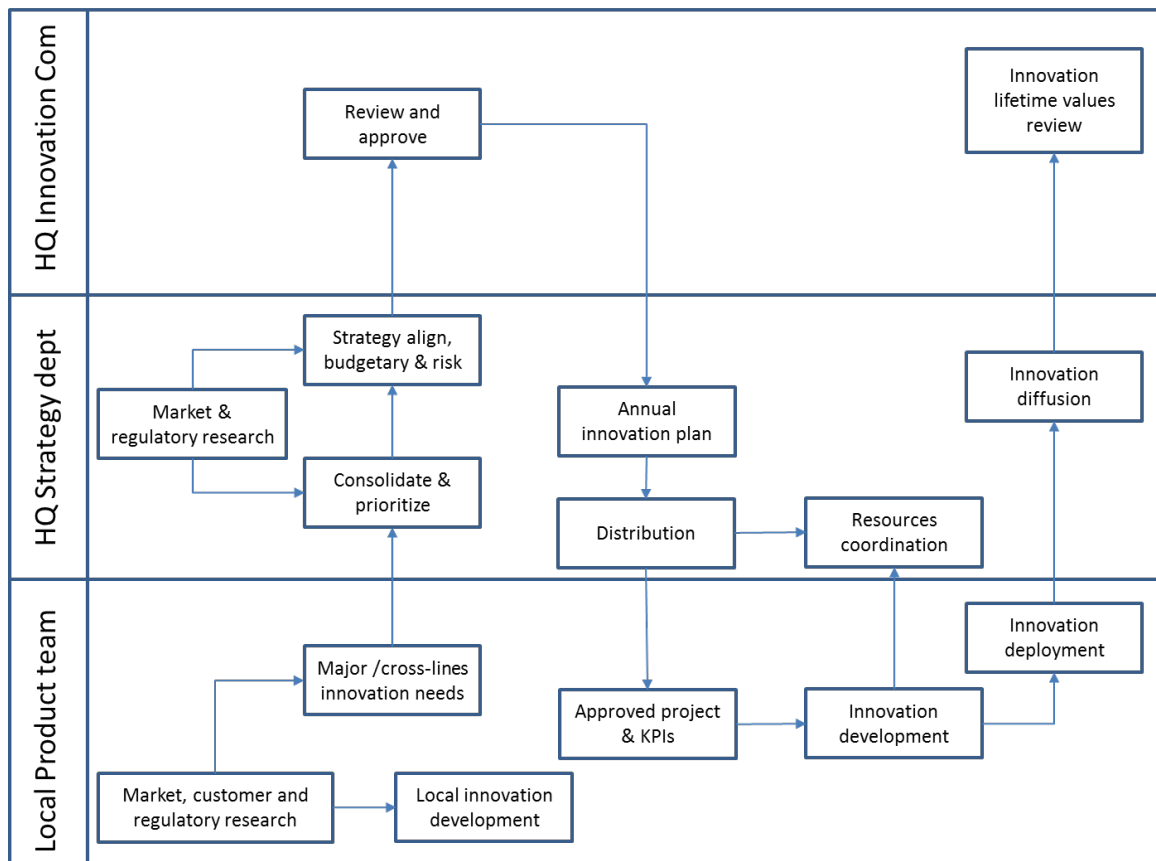 HQ Innovation Com
Review and
approve
Innovation
lifetime values
review
HQ Strategy dept
Strategy align,
budgetary & risk
Market &
regulatory research
Consolidate &
prioritize
Annual
innovation plan
Distribution
Resources
coordination
Innovation
diffusion
Local Product team
Major /cross-lines
innovation needs
Market, customer and
regulatory research
Local innovation
development
Approved project
& KPIs
Innovation
development
Innovation
deployment